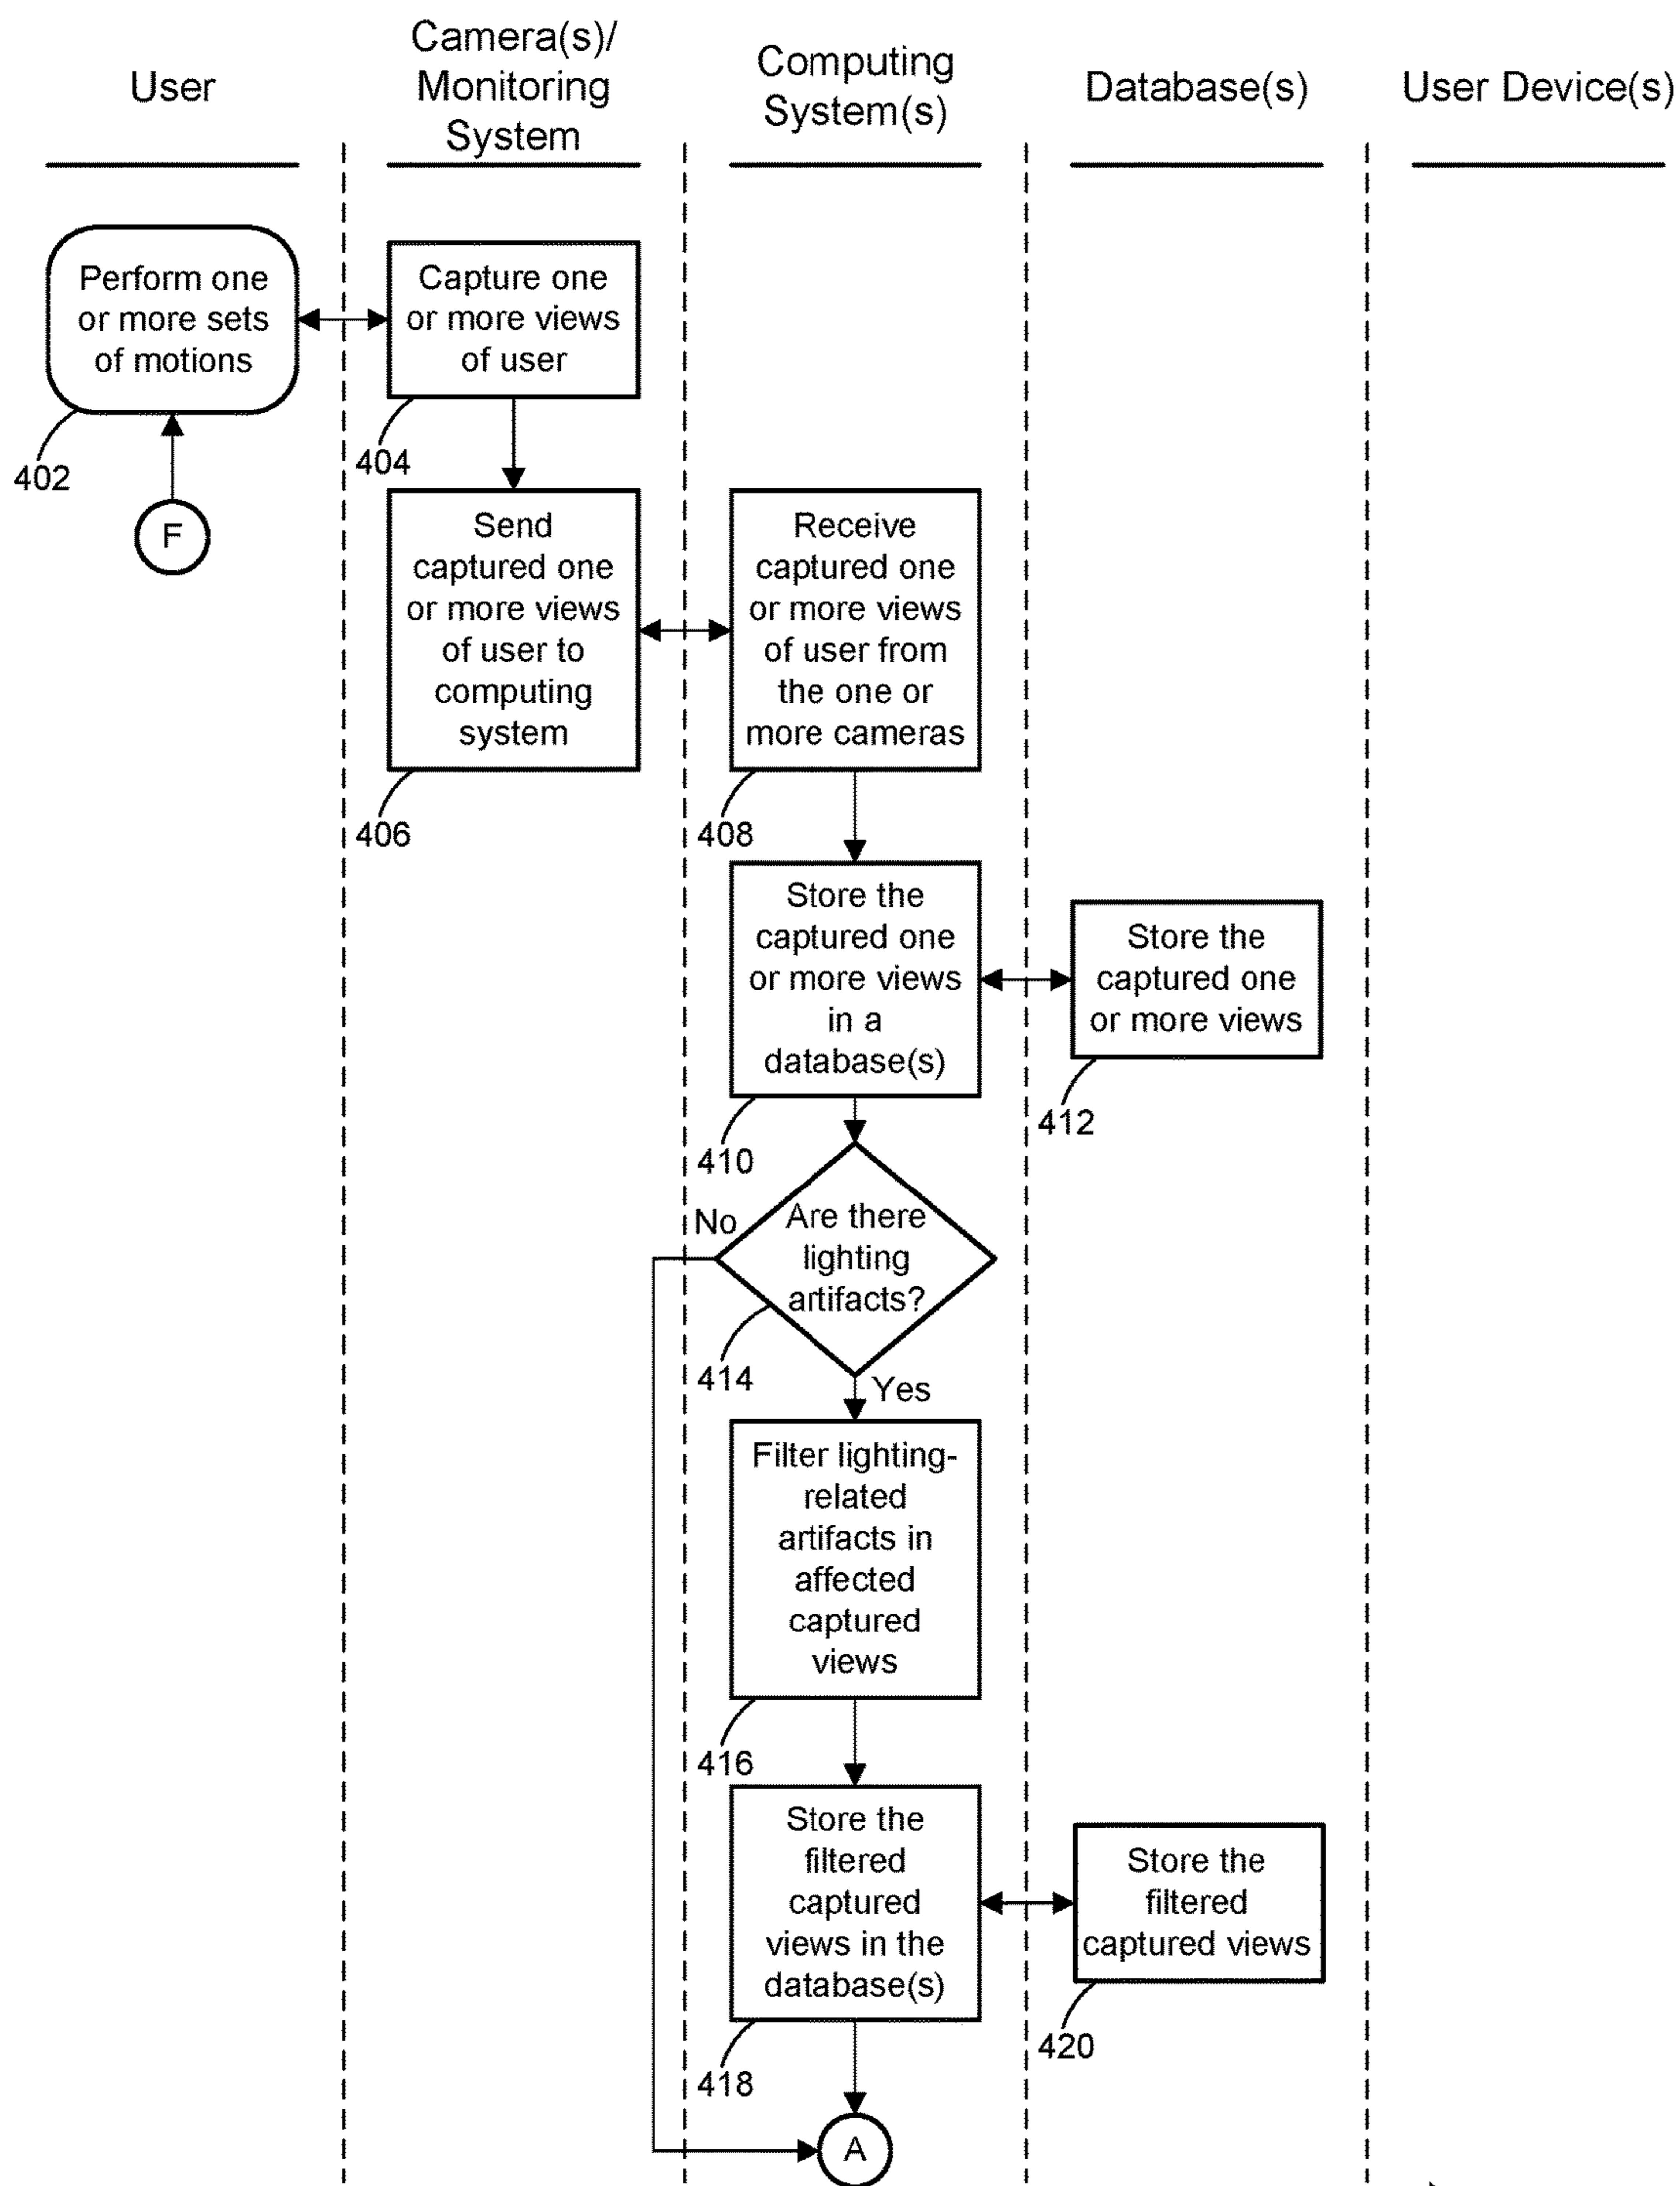 User
Camera(s)/
Monitoring
System
Computing
System(s)
Database(s)
User Device(s)
Perform one
or more sets
of motions
402
F
Capture one
or more views
of user
404
Send
captured one
or more views
of user to
computing
system
406
Receive
captured one
or more views
of user from
the one or
more cameras
408
Store the
captured one
or more views
in a
database(s)
410
Store the
captured one
or more views
412
Are there
lighting
artifacts?
No
414
Yes
Filter lighting-
related
artifacts in
affected
captured
views
416
Store the
filtered
captured
views in the
database(s)
418
Store the
filtered
captured views
420
A